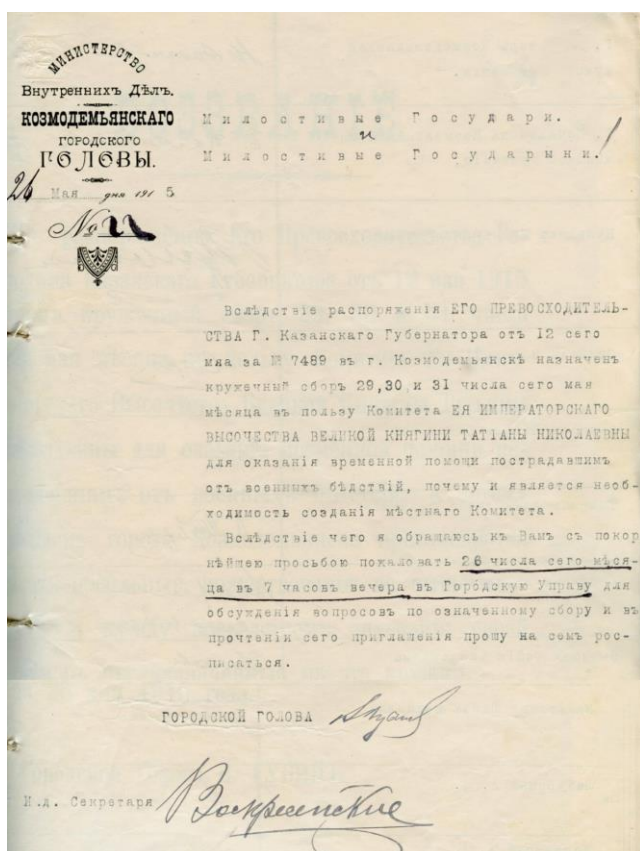 МИНИСТЕРСТВО
Внутреннихъ Дѣлъ.
КОЗМОДЕМЬЯНСКАГО
ГОРОДСКОГО
ГОЛОВЫ.
26 Мая дня 1915
№ 22
Милостивые Государи.
и
Милостивые Государыни.
Вслѣдствіе распоряженія ЕГО ПРЕВОСХОДИТЕЛЬ-
СТВА Г. Казанскаго Губернатора отъ 12 сего
мяа за № 7489 въ г. Козмодемьянскѣ назначен
кружечный сборъ 29,30 и 31 числа сего мая
мѣсяца въ пользу Комитета ЕЯ ИМПЕРАТОРСКАГО
ВЫСОЧЕСТВА ВЕЛИКОЙ КНЯГИНИ ТАТІАНЫ НИКОЛАЕВНЫ
для оказанія временной помощи пострадавшимъ
отъ военныхъ бѣдствій, почему и является необ-
ходимость созданія мѣстнаго Комитета.
Вслѣдствіе чего я обращаюсь къ Вамъ съ покор
нѣйшею просьбою пожаловать 26 числа сего мѣся-
ца въ 7 часовъ вечера въ Городскую Управу для
обсужденія вопросовъ по означенному сбору и въ
прочтеніи сего приглашенія прошу на семъ рос-
писаться.
ГОРОДСКОЙ ГОЛОВА
И.д. Секретаря Воскресенскіе